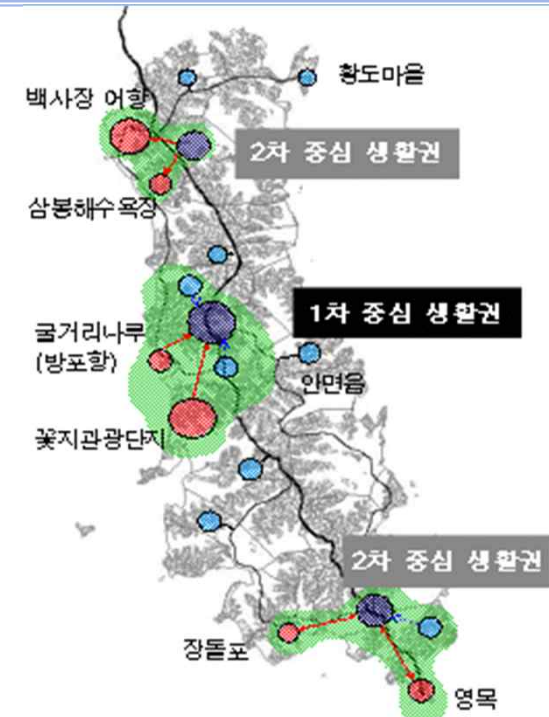 황도마을
백사장 어항
2차 중심 생활권
삼봉해수욕장
1차 중심 생활권
굴거리나루
(방포항)
안면읍
꽃지관광단지
2차 중심 생활권
장돌포
영목